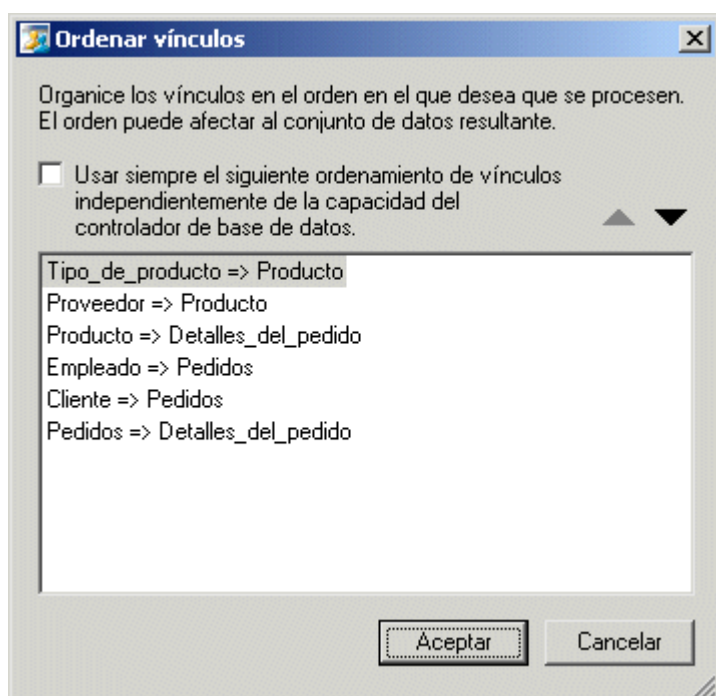 Ordenar vínculos
Organice los vínculos en el orden en el que desea que se procesen.
El orden puede afectar al conjunto de datos resultante.
Usar siempre el siguiente ordenamiento de vínculos
independientemente de la capacidad del
controlador de base de datos.
Tipo_de_producto => Producto
Proveedor => Producto
Producto => Detalles_del_pedido
Empleado => Pedidos
Cliente => Pedidos
Pedidos => Detalles_del_pedido
Aceptar Cancelar